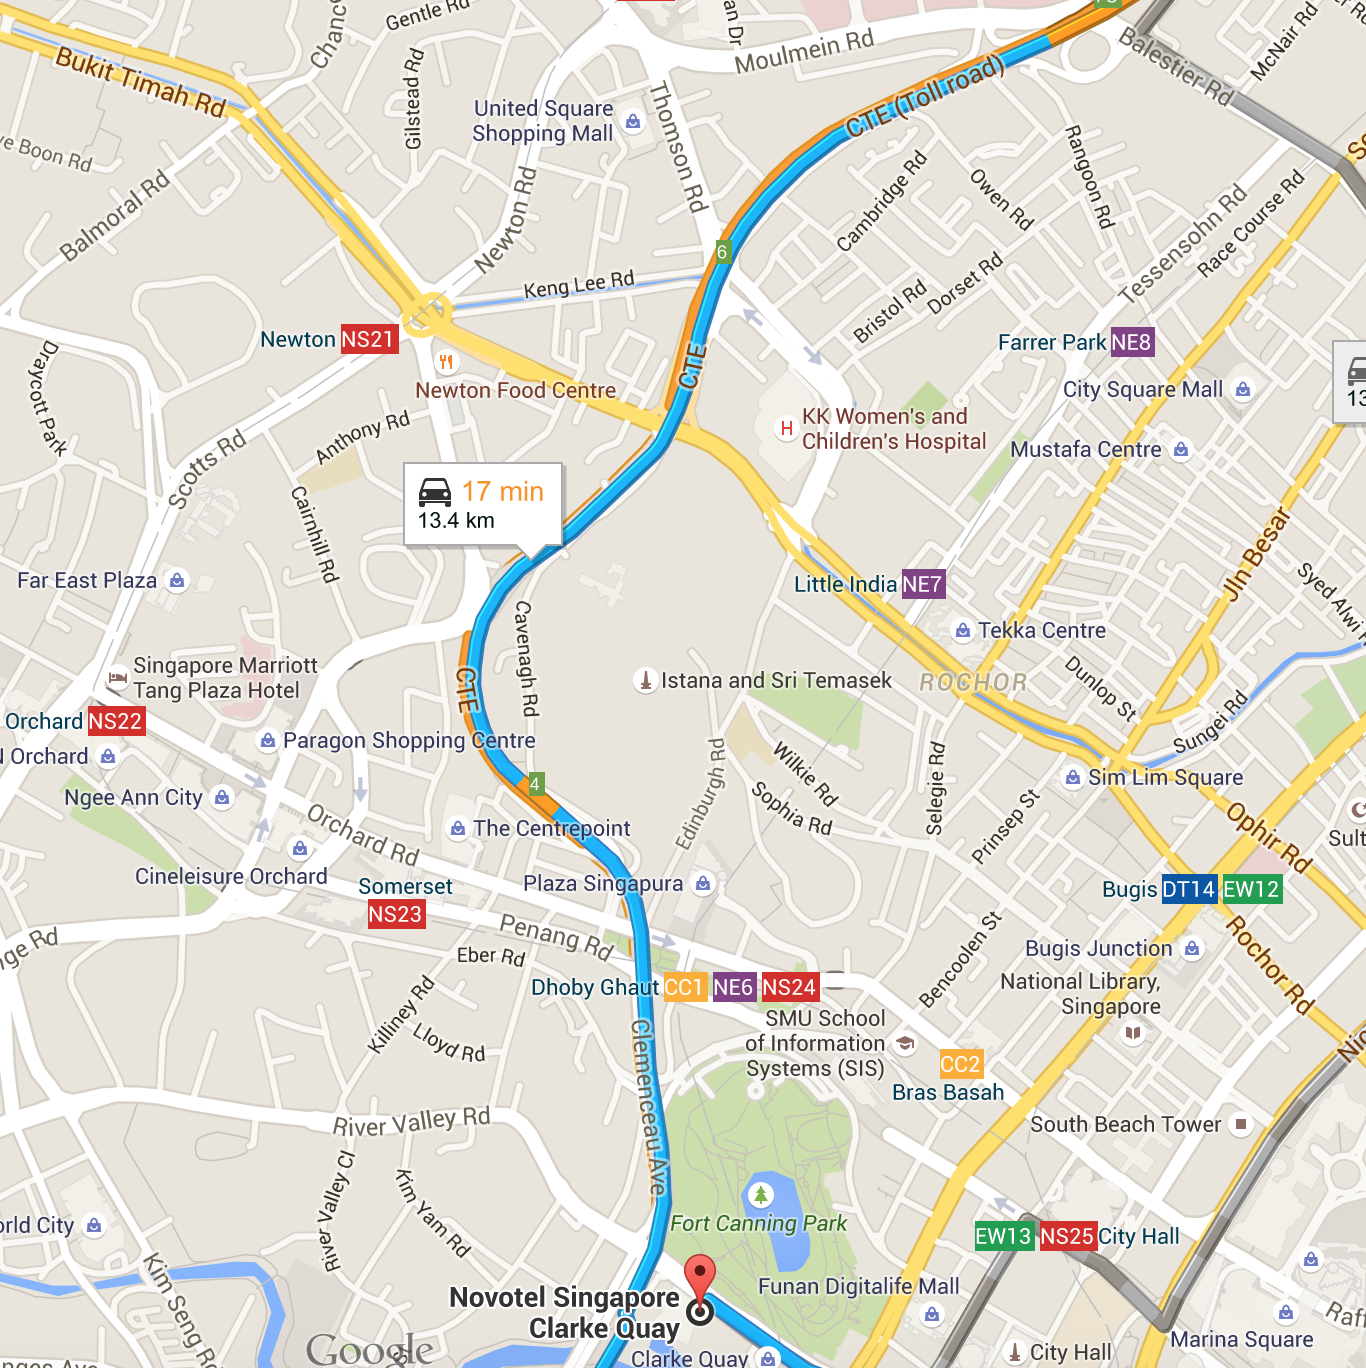 Gentle Rd
Moulmein Rd
Bukit Timah Rd
Gilstead Rd
United Square
Shopping Mall
Thomson Rd
CTE (Toll road)
Balestier Rd
McNair Rd
Balmoral Rd
Newton Rd
Cambridge Rd
Owen Rd
Rangoon Rd
Tessensohn Rd
Race Course Rd
6
Keng Lee Rd
Bristol Rd
Dorset Rd
Newton NS21
Newton Food Centre
CTE
Farrer Park NE8
City Square Mall
13
Draycott Park
Anthony Rd
H
KK Women's and
Children's Hospital
Mustafa Centre
Scotts Rd
17 min
13.4 km
Cairnhill Rd
Jln Besar
Far East Plaza
Little India NE7
Syed Alwi
Cavenagh Rd
Tekka Centre
Singapore Marriott
Tang Plaza Hotel
CTE
Istana and Sri Temasek
ROCHOR
Dunlop St
Orchard NS22
Sungei Rd
Orchard
Paragon Shopping Centre
Edinburgh Rd
Wilkie Rd
Selegie Rd
Sim Lim Square
4
Ngee Ann City
Sophia Rd
Prinsep St
Orchard Rd
The Centrepoint
Ophir Rd
Cineleisure Orchard
Somerset
NS23
Plaza Singapura
Bugis DT14 EW12
Penang Rd
Eber Rd
Bencoolen St
Bugis Junction
Rochor Rd
National Library,
Singapore
Dhoby Ghaut CC1 NE6 NS24
Killiney Rd
Lloyd Rd
SMU School
of Information
Systems (SIS)
CC2
Bras Basah
Clemenceau Ave
River Valley Rd
South Beach Tower
River Valley Cl
Kim Yam Rd
Fort Canning Park
EW13 NS25 City Hall
Kim Seng Rd
Novotel Singapore
Clarke Quay
Funan Digitalife Mall
Google
Clarke Quay
City Hall
Marina Square